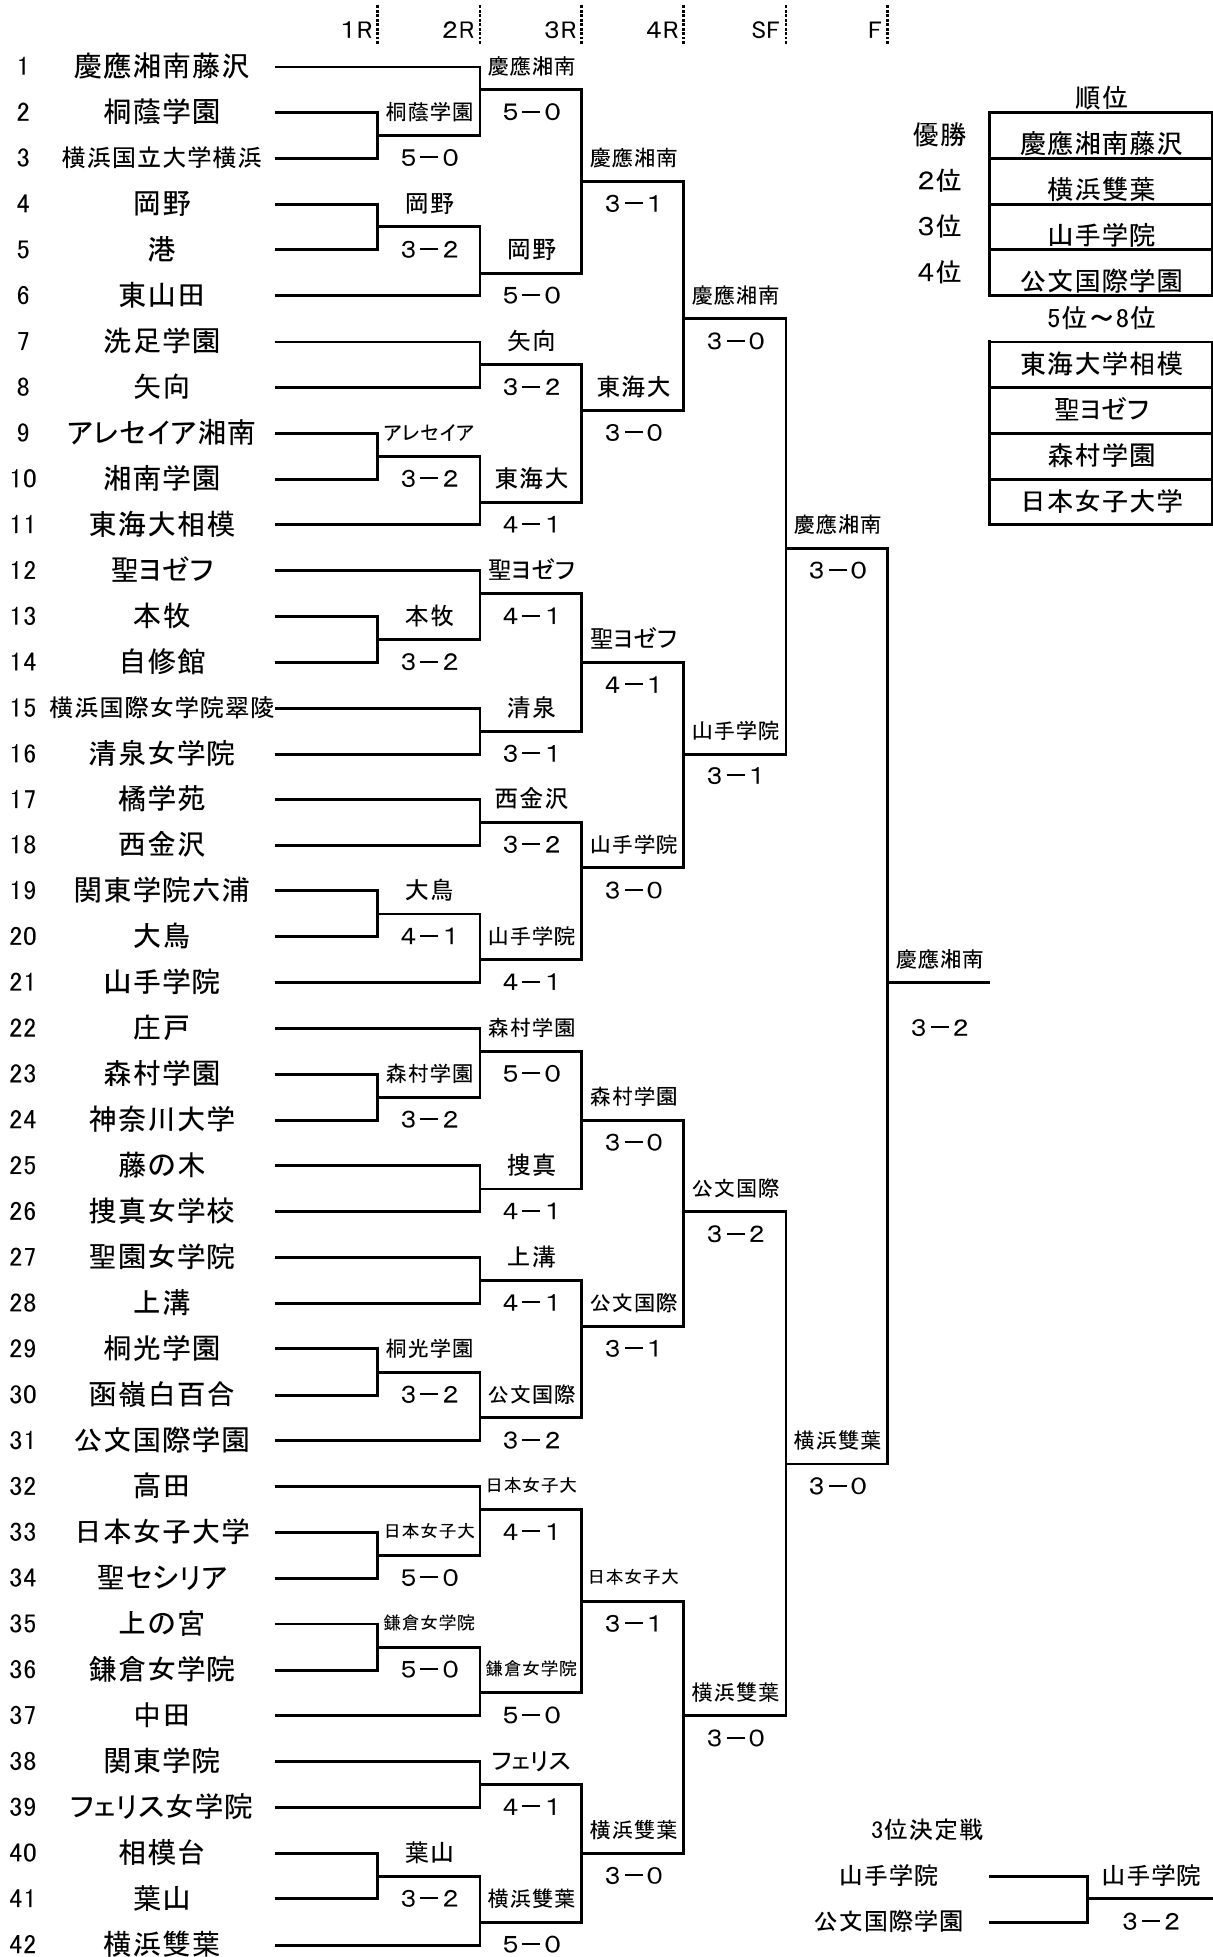 1R 2R 3R 4R SF F
1 慶應湘南藤沢 慶應湘南
2 桐蔭学園 桐蔭学園 5－0
順位
優勝 慶應湘南藤沢
3 横浜国立大学横浜 5－0 慶應湘南
2位 横浜雙葉
4 岡野 岡野 3－1
3位 山手学院
5 港 3－2 岡野
4位 公文国際学園
6 東山田 5－0 慶應湘南
5位～8位
7 洗足学園 矢向 3－0
東海大学相模
8 矢向 3－2 東海大
聖ヨゼフ
9 アレセイア湘南 アレセイア 3－0
森村学園
10 湘南学園 3－2 東海大
日本女子大学
11 東海大相模 4－1 慶應湘南
12 聖ヨゼフ 聖ヨゼフ 3－0
13 本牧 本牧 4－1 聖ヨゼフ
14 自修館 3－2 4－1
15 横浜国際女学院翠陵 清泉 山手学院
16 清泉女学院 3－1 3－1
17 橘学苑 西金沢
18 西金沢 3－2 山手学院
19 関東学院六浦 大鳥 3－0
20 大鳥 4－1 山手学院 慶應湘南
21 山手学院 4－1
22 庄戸 森村学園 3－2
23 森村学園 森村学園 5－0 森村学園
24 神奈川大学 3－2 3－0
25 藤の木 捜真 公文国際
26 捜真女学校 4－1 3－2
27 聖園女学院 上溝
28 上溝 4－1 公文国際
29 桐光学園 桐光学園 3－1
30 函嶺白百合 3－2 公文国際
31 公文国際学園 3－2 横浜雙葉
32 高田 日本女子大 3－0
33 日本女子大学 日本女子大 4－1
34 聖セシリア 5－0 日本女子大
35 上の宮 鎌倉女学院 3－1
36 鎌倉女学院 5－0 鎌倉女学院 横浜雙葉
37 中田 5－0 3－0
38 関東学院 フェリス
39 フェリス女学院 4－1 横浜雙葉
3位決定戦
40 相模台 葉山 3－0 山手学院 山手学院
41 葉山 3－2 横浜雙葉 公文国際学園 3－2
42 横浜雙葉 5－0